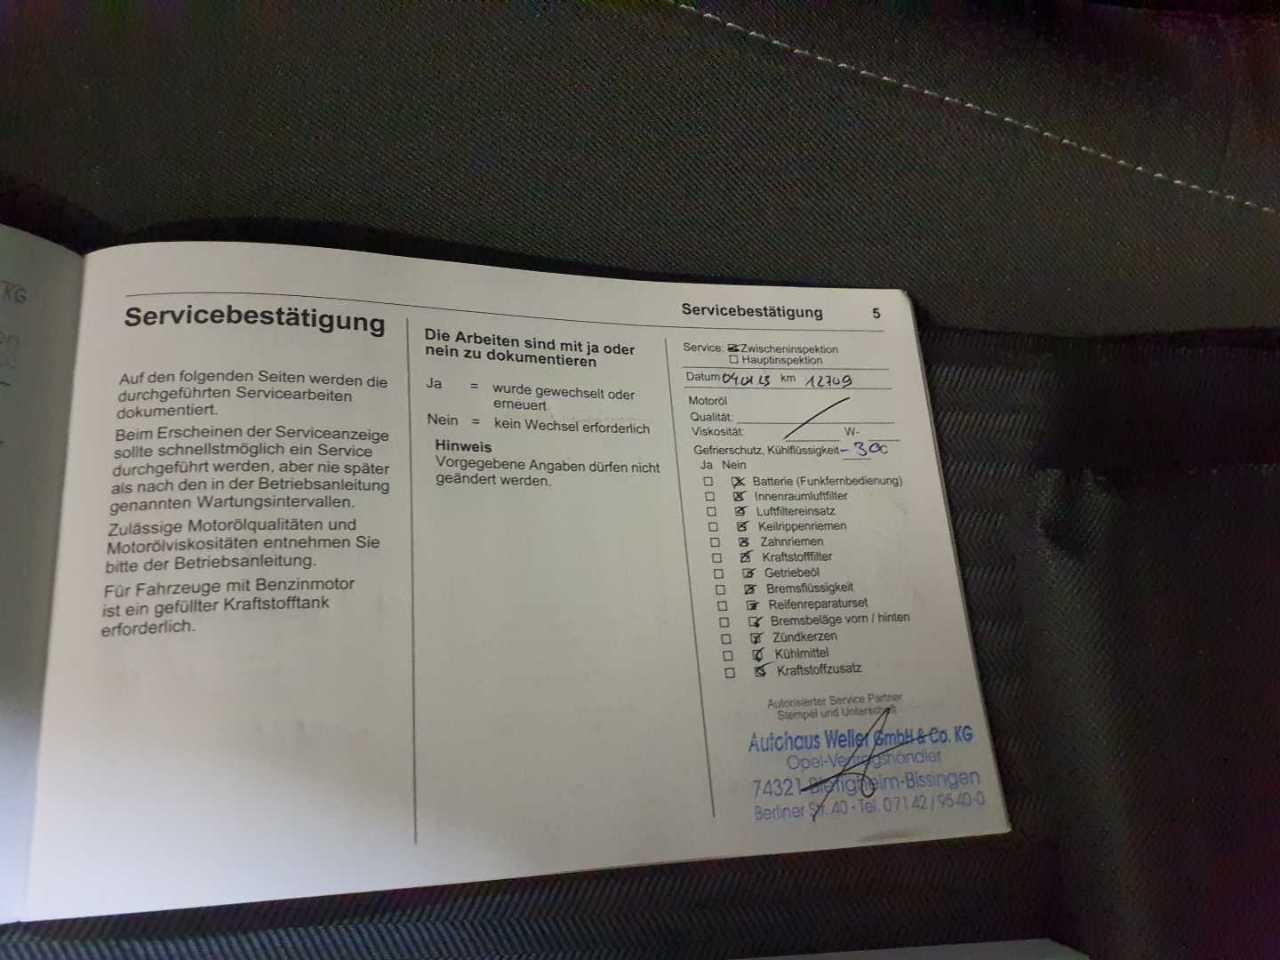 KG
Servicebestätigung
Auf den folgenden Seiten werden die
durchgeführten Servicearbeiten
dokumentiert.
Beim Erscheinen der Serviceanzeige
sollte schnellstmöglich ein Service
durchgeführt werden, aber nie später
als nach den in der Betriebsanleitung
genannten Wartungsintervallen.
Zulässige Motorölqualitäten und
Motorölviskositäten entnehmen Sie
bitte der Betriebsanleitung.
Für Fahrzeuge mit Benzinmotor
ist ein gefüllter Kraftstofftank
erforderlich.
Die Arbeiten sind mit ja oder
nein zu dokumentieren
Ja = wurde gewechselt oder
erneuert
Nein = kein Wechsel erforderlich
Hinweis
Vorgegebene Angaben dürfen nicht
geändert werden.
Servicebestätigung 5
Service: Zwischeninspektion
Hauptinspektion
Datum 04.01.23 km 12709
Motoröl
Qualität:
Viskosität: W-
Gefrierschutz, Kühlflüssigkeit -30C
Ja Nein
Batterie (Funkfernbedienung)
Innenraumluftfilter
Luftfiltereinsatz
Keilrippenriemen
Zahnriemen
Kraftstofffilter
Getriebeöl
Bremsflüssigkeit
Reifenreparaturset
Bremsbeläge vorn / hinten
Zündkerzen
Kühlmittel
Kraftstoffzusatz
Autorisierter Service Partner
Stempel und Unterschrift
Autohaus Weller GmbH & Co. KG
Opel-Vertragshändler
74321 Bietigheim-Bissingen
Berliner Str. 40 - Tel. 07142/9540-0